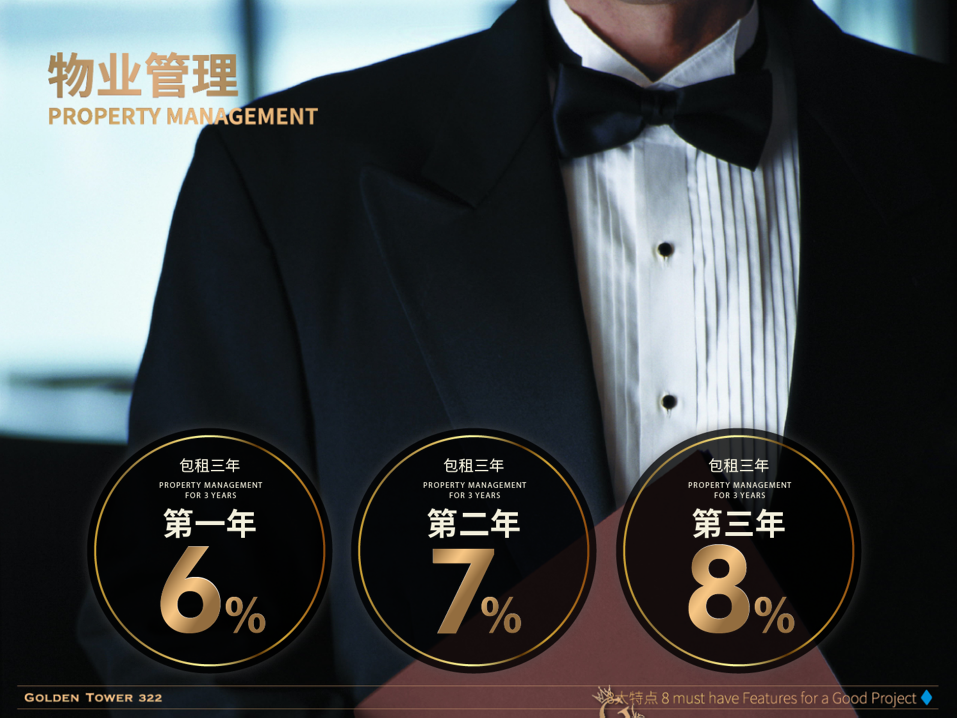 物业管理
PROPERTY MANAGEMENT
包租三年
PROPERTY MANAGEMENT
FOR 3 YEARS
第一年
6%
包租三年
PROPERTY MANAGEMENT
FOR 3 YEARS
第二年
7%
包租三年
PROPERTY MANAGEMENT
FOR 3 YEARS
第三年
8%
GOLDEN TOWER 322
8大特点 8 must have Features for a Good Project